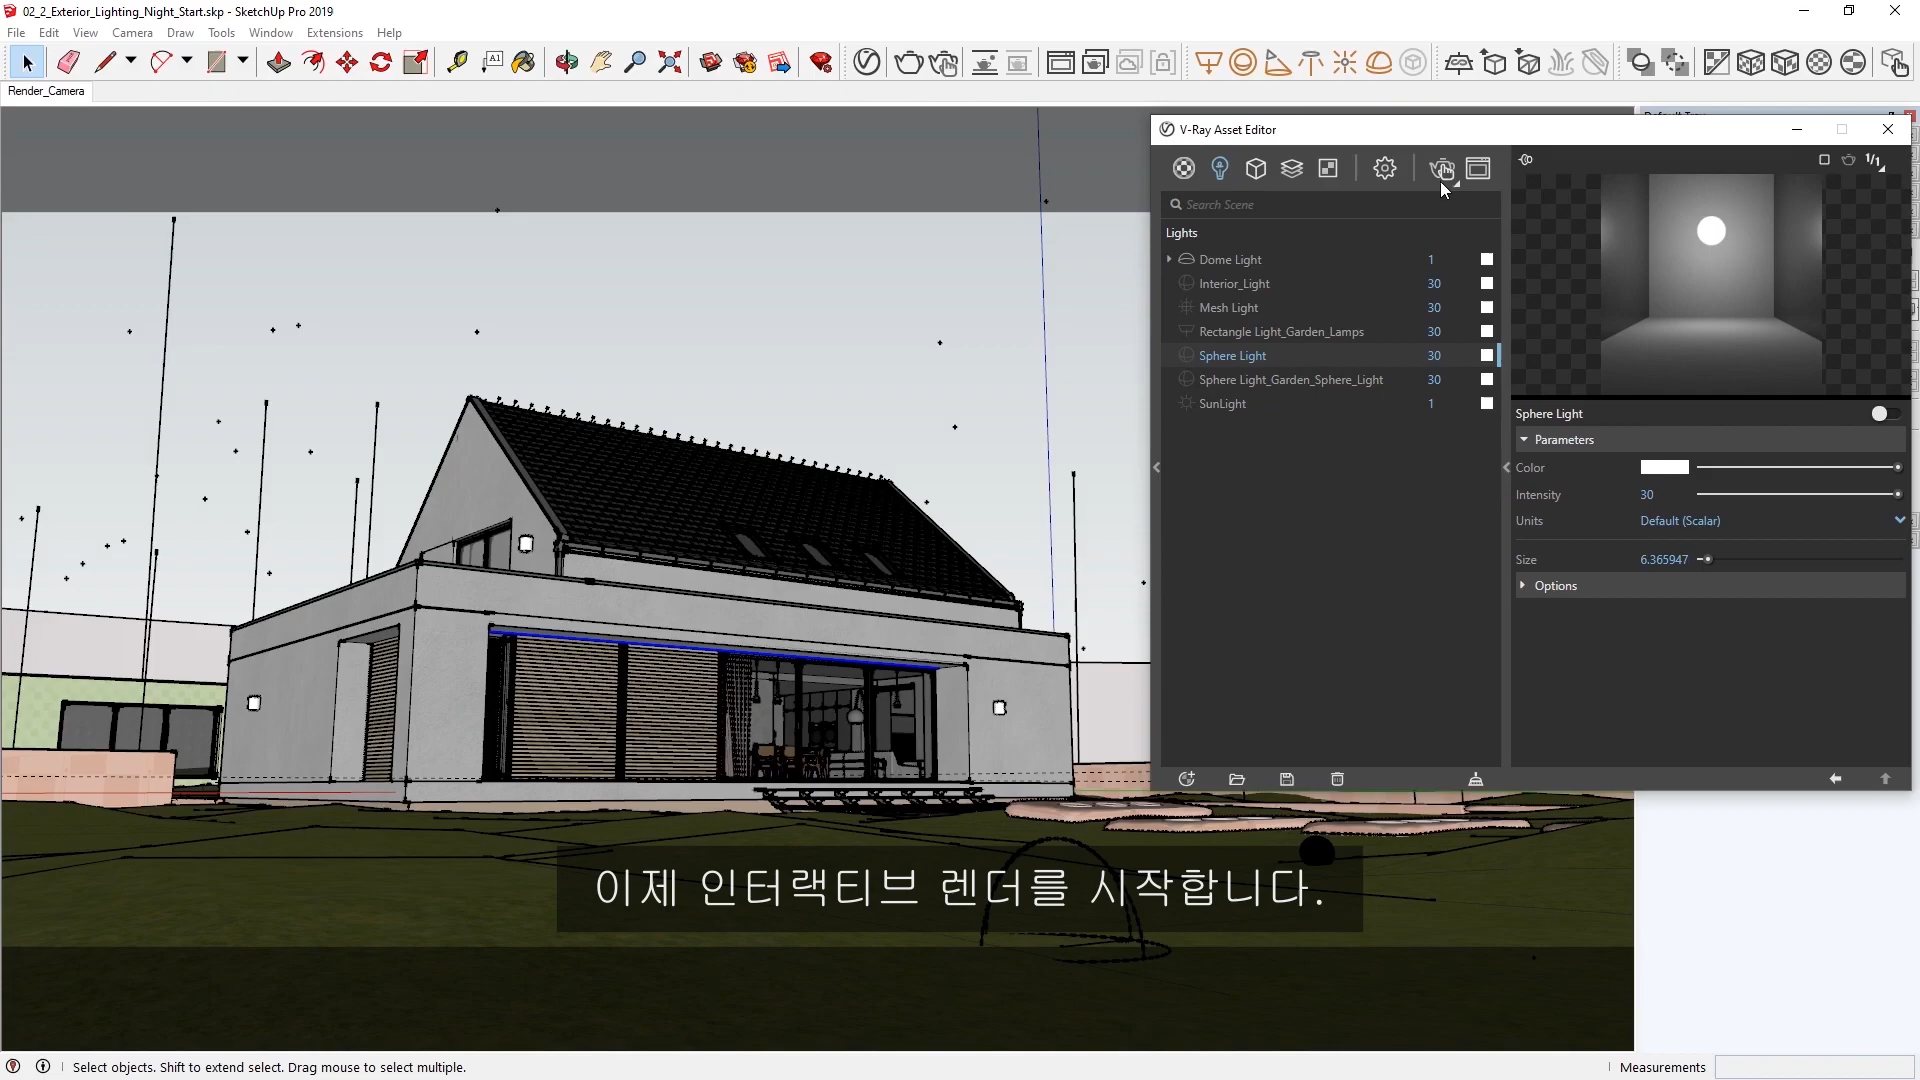 02_2_Exterior_Lighting_Night_Start.skp - SketchUp Pro 2019
File Edit View Camera Draw Tools Window Extensions Help
A1
Render_Camera
V-Ray Asset Editor
1/1
Search Scene
Lights
Dome Light 1
Interior_Light 30
Mesh Light 30
Rectangle Light_Garden_Lamps 30
Sphere Light 30
Sphere Light_Garden_Sphere_Light 30
SunLight 1
Sphere Light
Parameters
Color
Intensity 30
Units Default (Scalar)
Size 6.365947
Options
이제 인터랙티브 렌더를 시작합니다.
Select objects. Shift to extend select. Drag mouse to select multiple.
Measurements